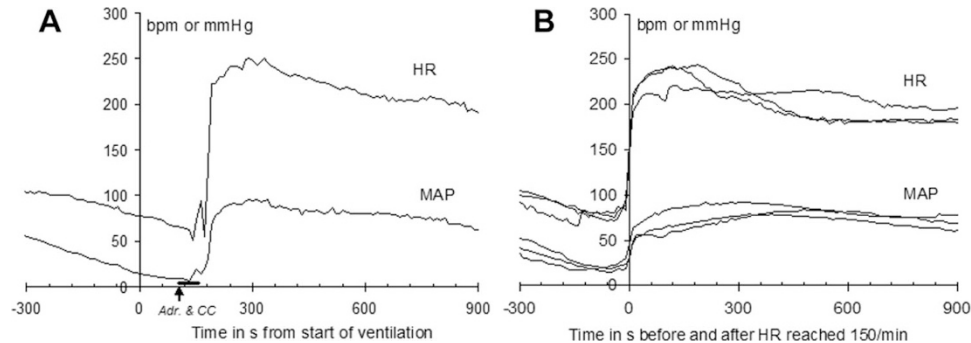 A
bpm or mmHg
300
250
200
150
100
50
0
HR
MAP
-300
0
300
600
900
Adr. & CC
Time in s from start of ventilation
B
bpm or mmHg
300
250
200
150
100
50
0
HR
MAP
-300
0
300
600
900
Time in s before and after HR reached 150/min